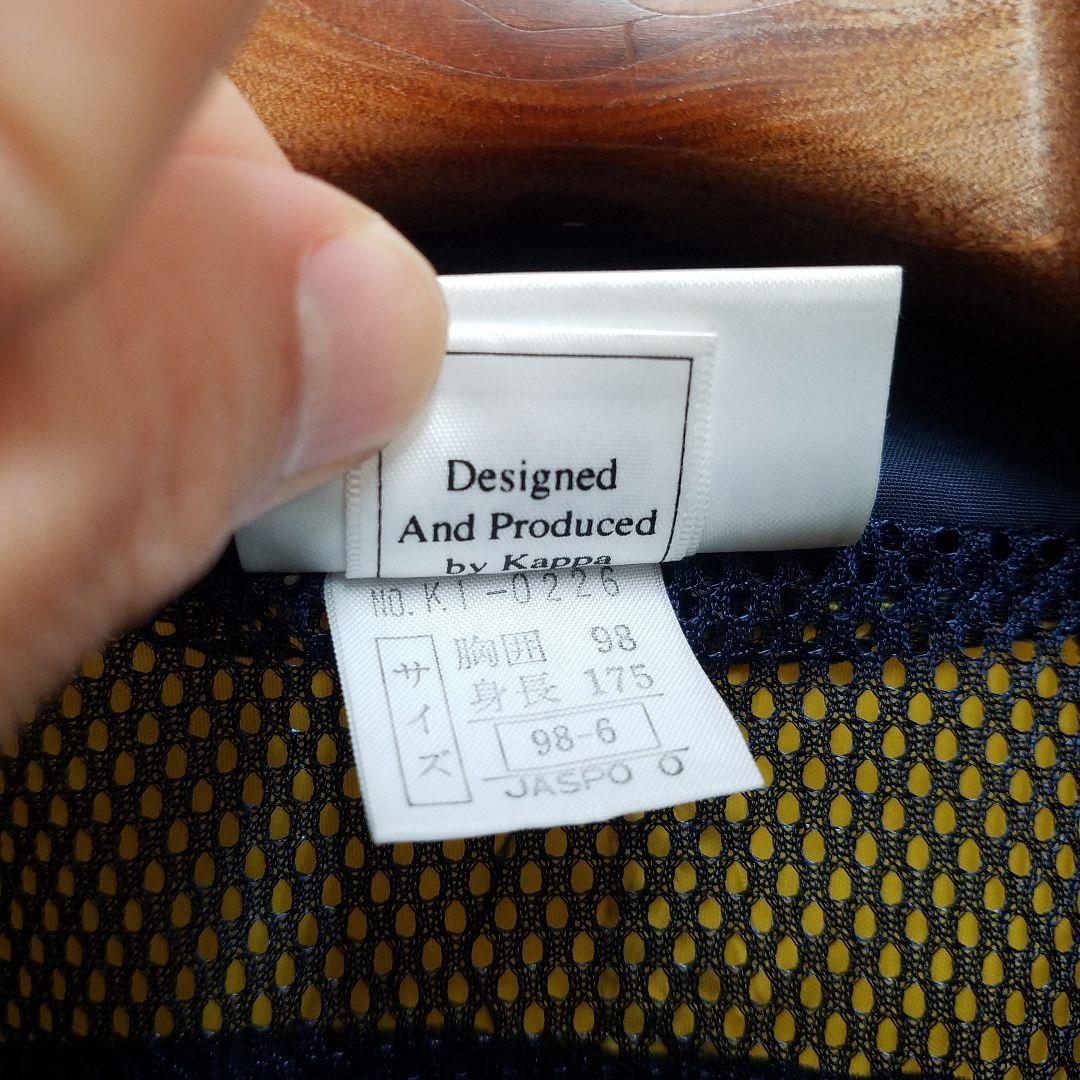 Designed
And Produced
by Kappa
No.K1-0226
サイズ
胸囲 98
身長 175
98-6
JASPO O